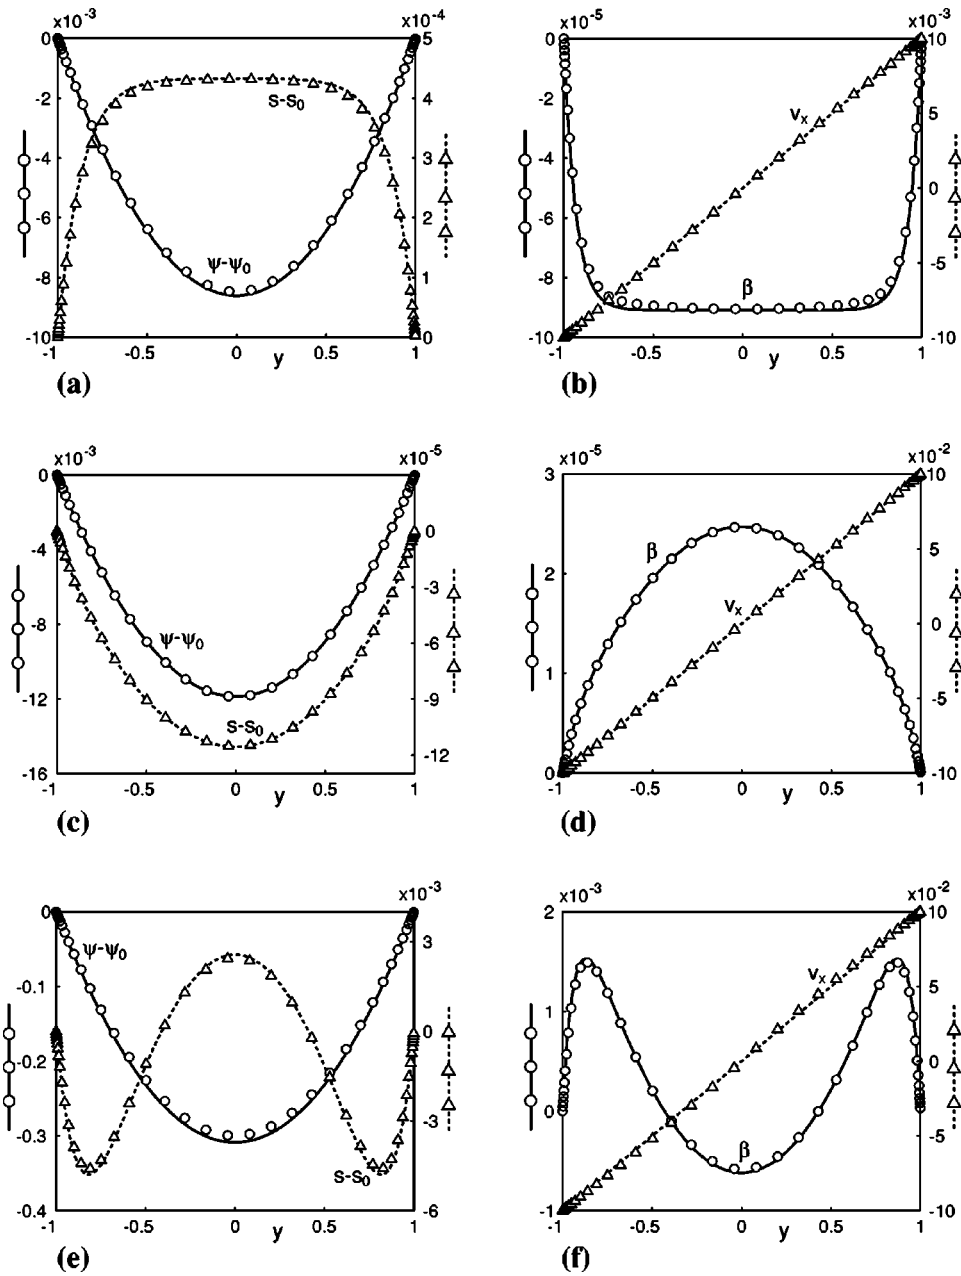 x10⁻³ x10⁻⁴
0 -2 -4 -6 -8 -10
5 4 3 2 1 0
S-S₀
ψ-ψ₀
-1 -0.5 0 0.5 1
y
(a)
x10⁻⁵ x10⁻³
0 -2 -4 -6 -8 -10
10 5 0 -5 -10
vₓ
β
-1 -0.5 0 0.5 1
y
(b)
x10⁻³ x10⁻⁵
0 -4 -8 -12 -16
0 -3 -6 -9 -12
ψ-ψ₀
S-S₀
-1 -0.5 0 0.5 1
y
(c)
x10⁻⁵ x10⁻²
3 2 1 0
10 5 0 -5 -10
β
vₓ
-1 -0.5 0 0.5 1
y
(d)
x10⁻³
0 -0.1 -0.2 -0.3 -0.4
3 0 -3 -6
ψ-ψ₀
S-S₀
-1 -0.5 0 0.5 1
y
(e)
x10⁻³ x10⁻²
2 1 0 -1
10 5 0 -5 -10
vₓ
β
-1 -0.5 0 0.5 1
y
(f)